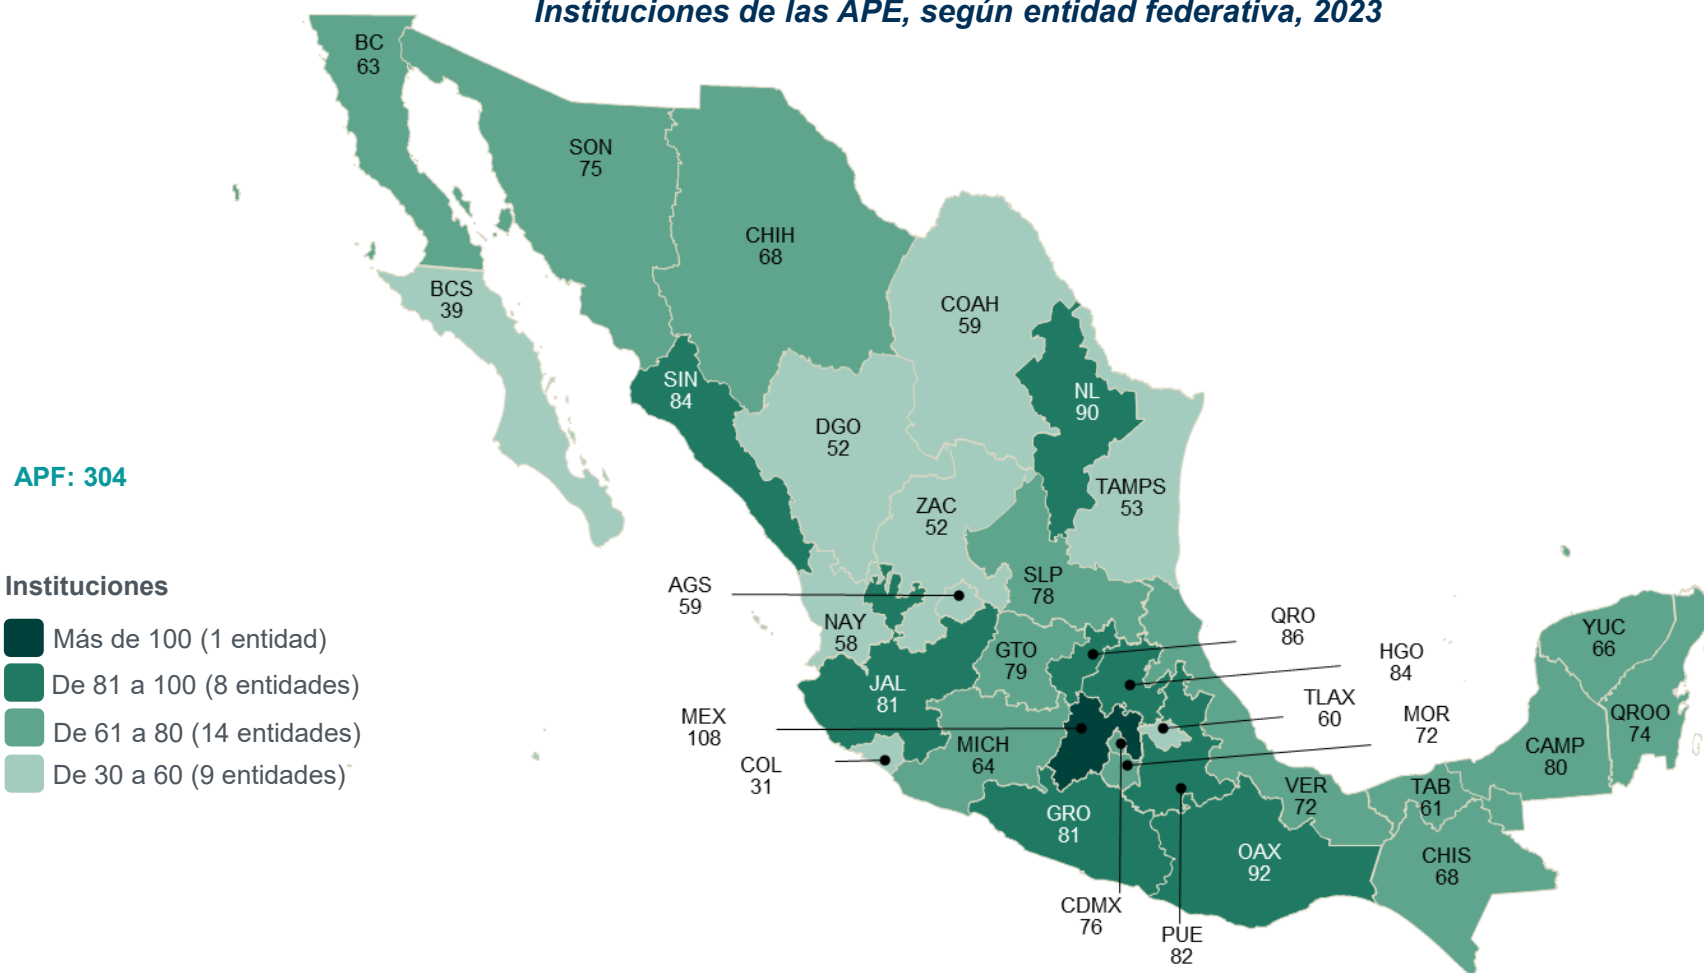 Instituciones de las APE, según entidad federativa, 2023
BC
63
SON
75
CHIH
68
BCS
39
COAH
59
SIN
84
NL
90
DGO
52
APF: 304
ZAC
52
TAMPS
53
Instituciones
Más de 100 (1 entidad)
De 81 a 100 (8 entidades)
De 61 a 80 (14 entidades)
De 30 a 60 (9 entidades)
AGS
59
SLP
78
NAY
58
GTO
79
QRO
86
HGO
84
YUC
66
JAL
81
MEX
108
TLAX
60
MOR
72
QROO
74
COL
31
MICH
64
CAMP
80
VER
72
TAB
61
GRO
81
OAX
92
CHIS
68
CDMX
76
PUE
82